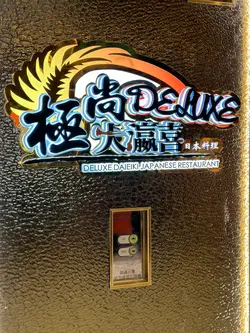 極尚DELUXE
大瀛喜日本料理
DELUXE DAIEIKI JAPANESE RESTAURANT